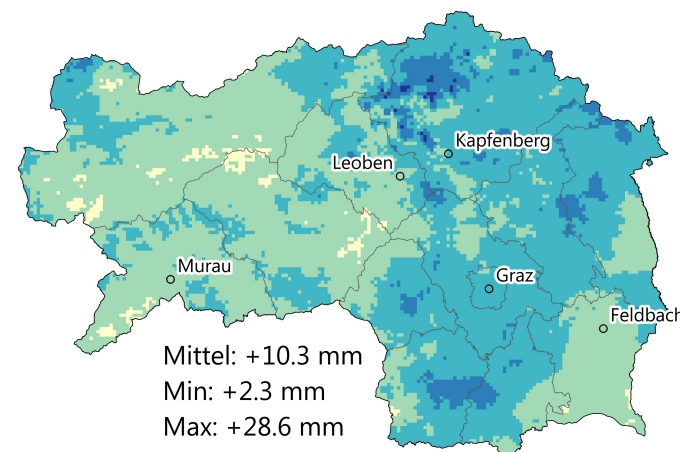 Kapfenberg
Leoben
Murau
Graz
Feldbach
Mittel: +10.3 mm
Min: +2.3 mm
Max: +28.6 mm